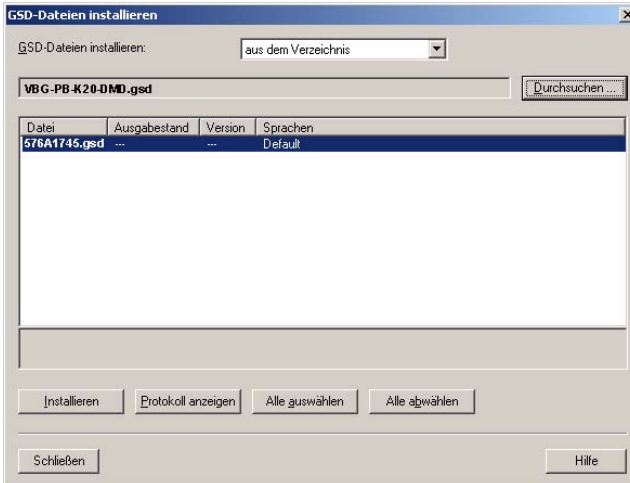 GSD-Dateien installieren
GSD-Dateien installieren: aus dem Verzeichnis
VBG-PB-K20-DMD.gsd Durchsuchen ...
Datei Ausgabestand Version Sprachen
576A1745.gsd --- --- Default
Installieren Protokoll anzeigen Alle auswählen Alle abwählen
Schließen Hilfe